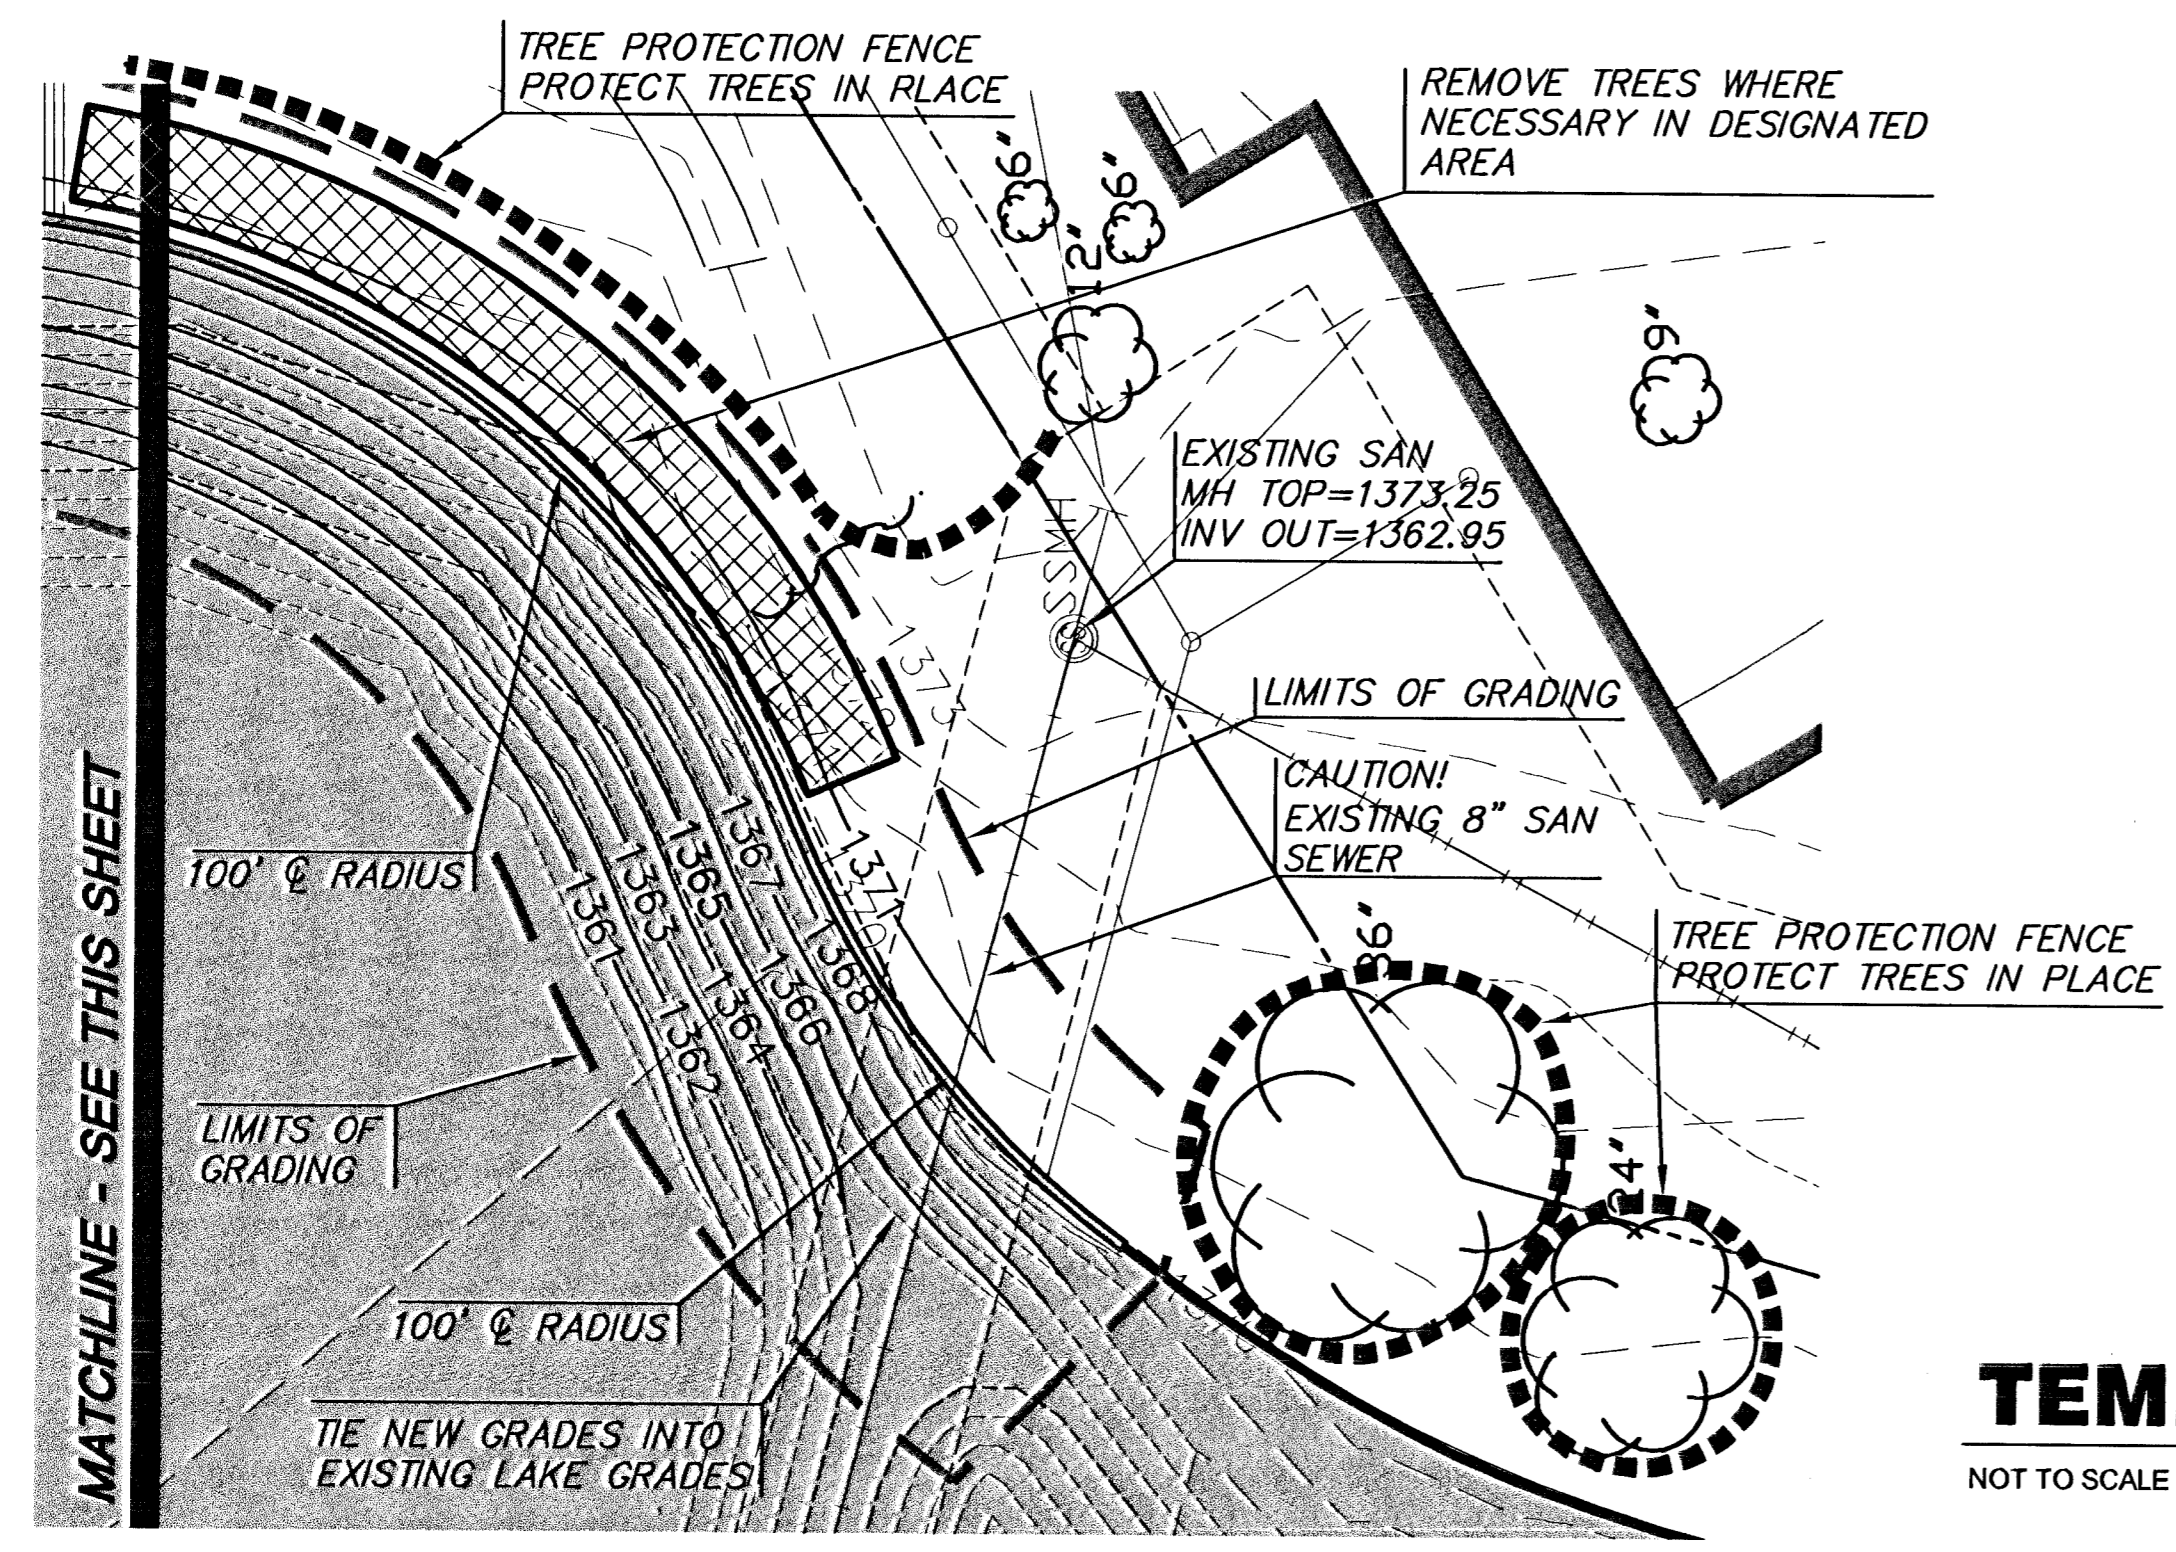 TREE PROTECTION FENCE
PROTECT TREES IN PLACE
REMOVE TREES WHERE
NECESSARY IN DESIGNATED
AREA
6"
6"
12"
9"
EXISTING SAN
MH TOP=1373.25
INV OUT=1362.95
SSMH
1373
LIMITS OF GRADING
CAUTION!
EXISTING 8" SAN
SEWER
MATCHLINE - SEE THIS SHEET
100' ℄ RADIUS
1361
1363
1365
1367
1371
1370
1362
1364
1366
1368
36"
TREE PROTECTION FENCE
PROTECT TREES IN PLACE
24"
LIMITS OF
GRADING
100' ℄ RADIUS
TIE NEW GRADES INTO
EXISTING LAKE GRADES
TEM
NOT TO SCALE